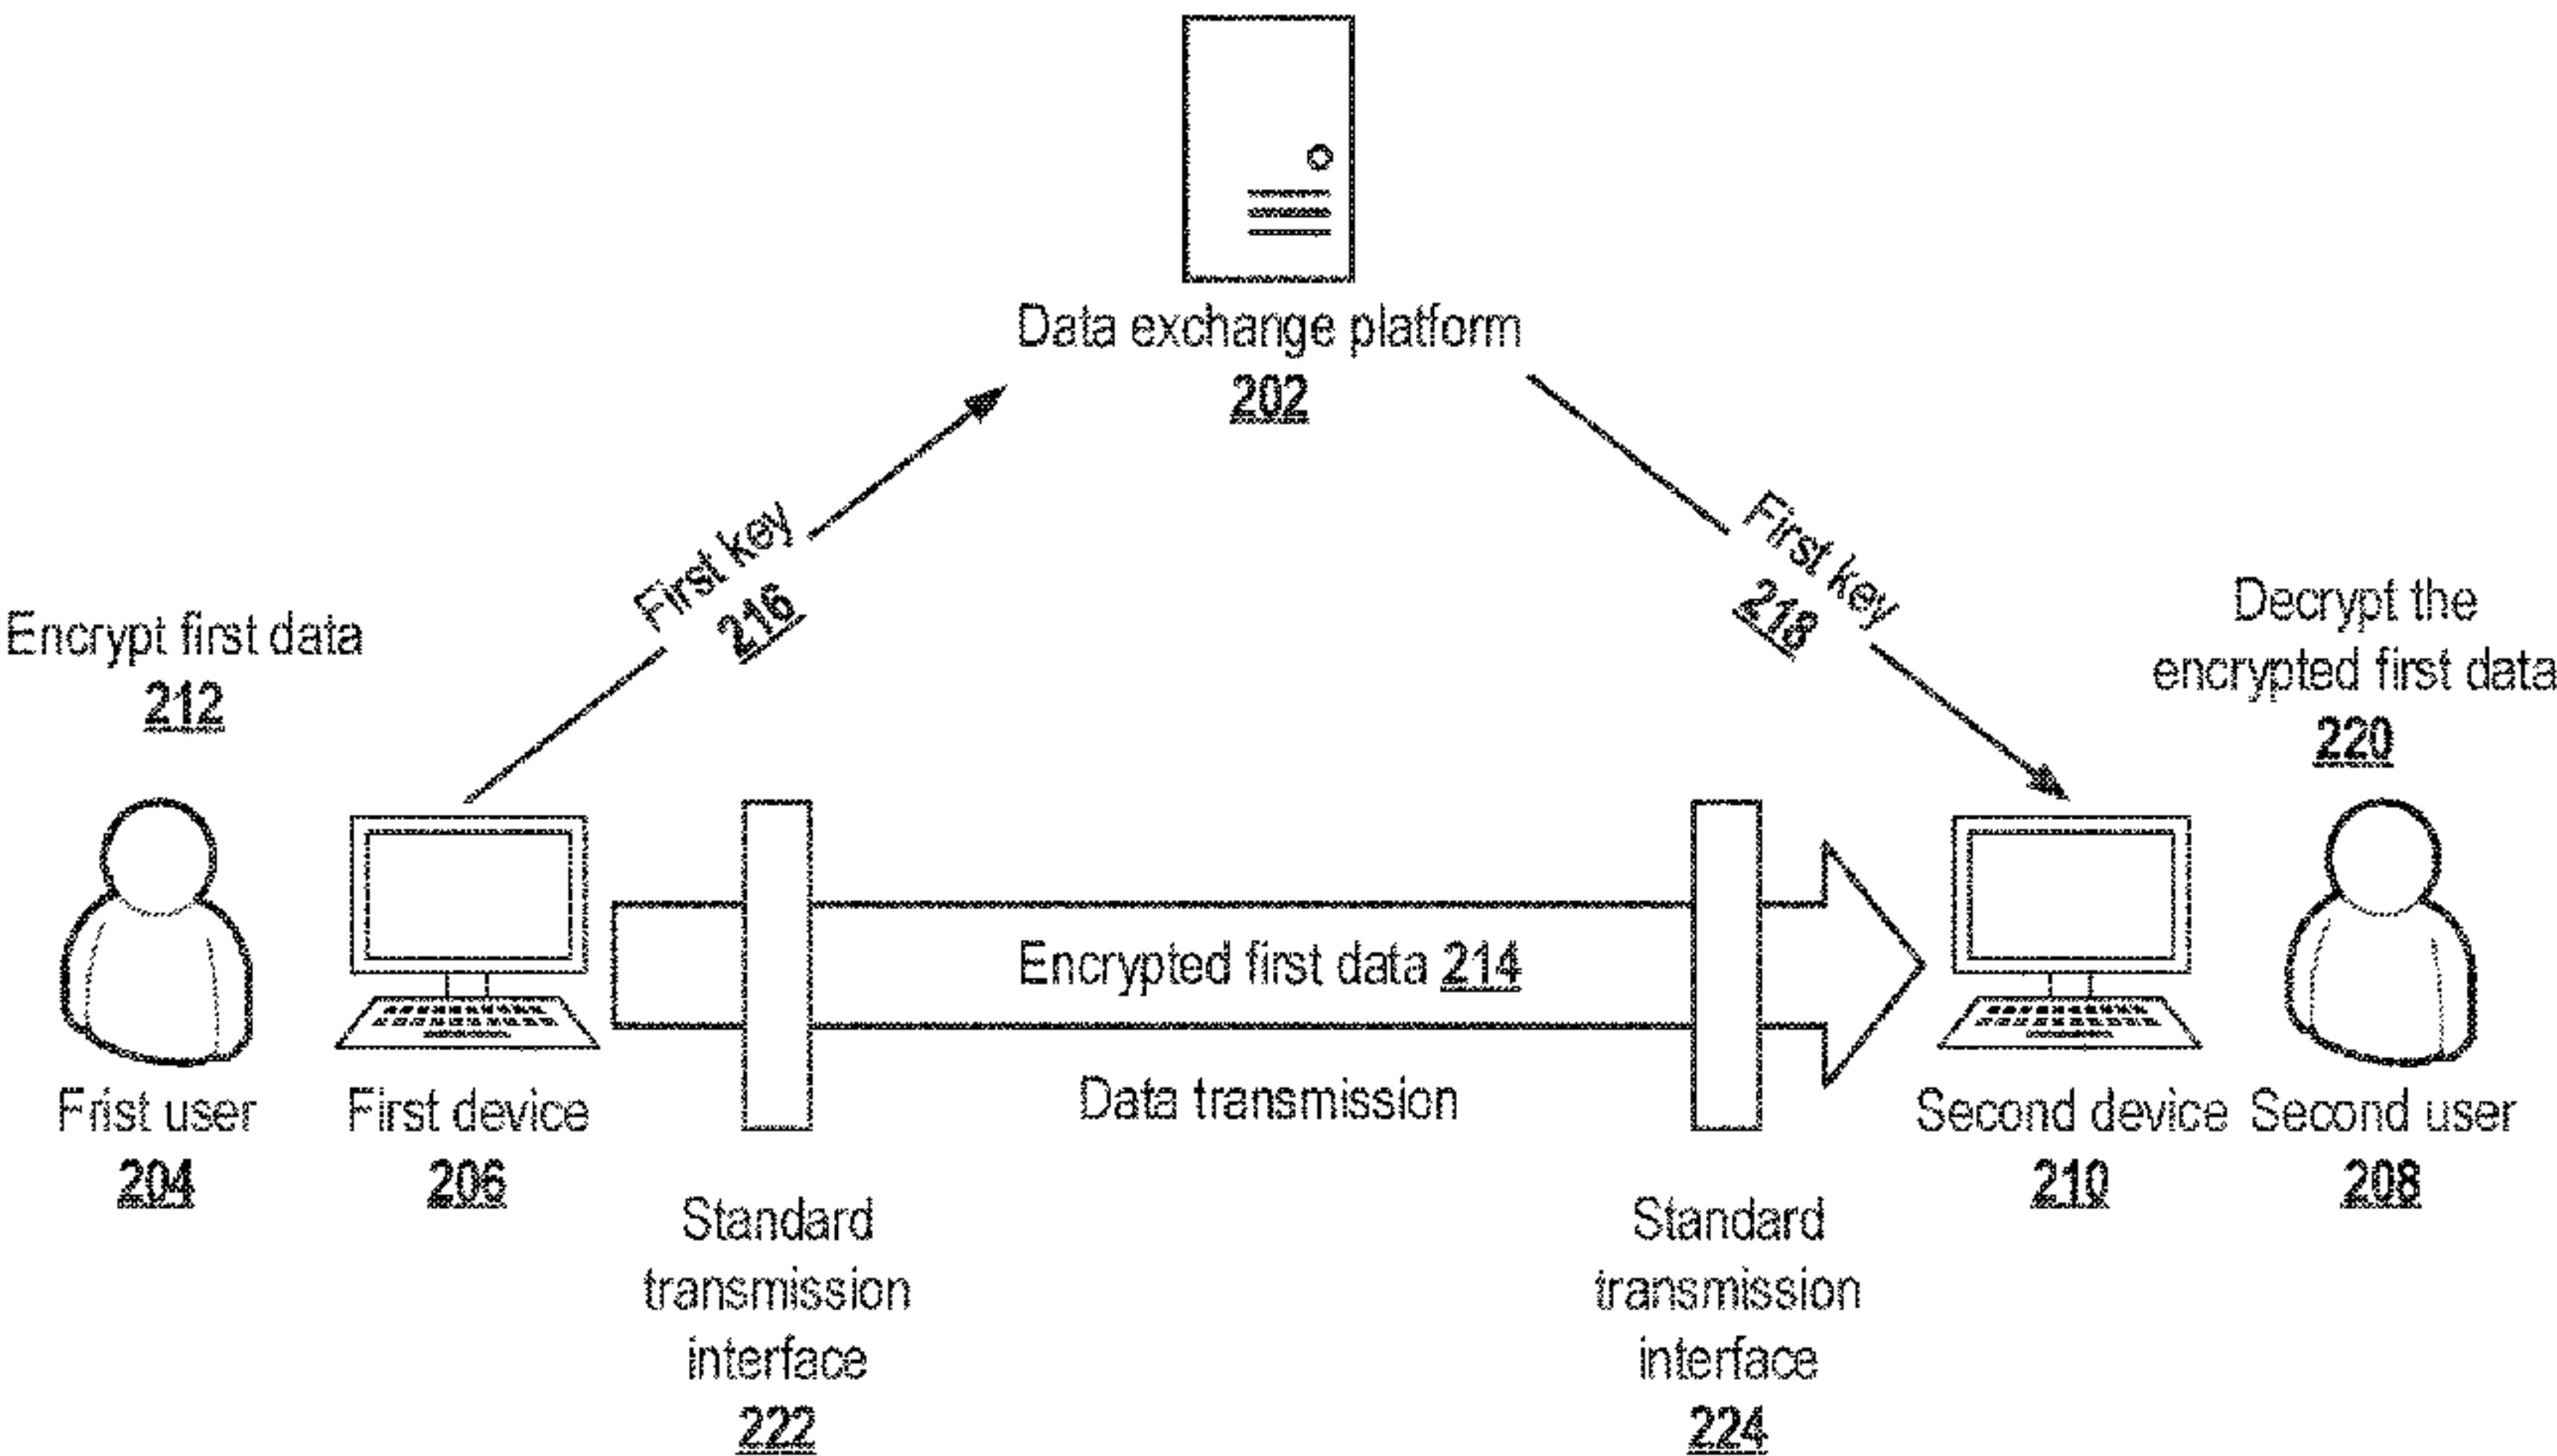 Data exchange platform
202
First key
216
First key
218
Encrypt first data
212
Decrypt the
encrypted first data
220
Encrypted first data 214
Data transmission
Frist user
204
First device
206
Second device
210
Second user
208
Standard
transmission
interface
222
Standard
transmission
interface
224